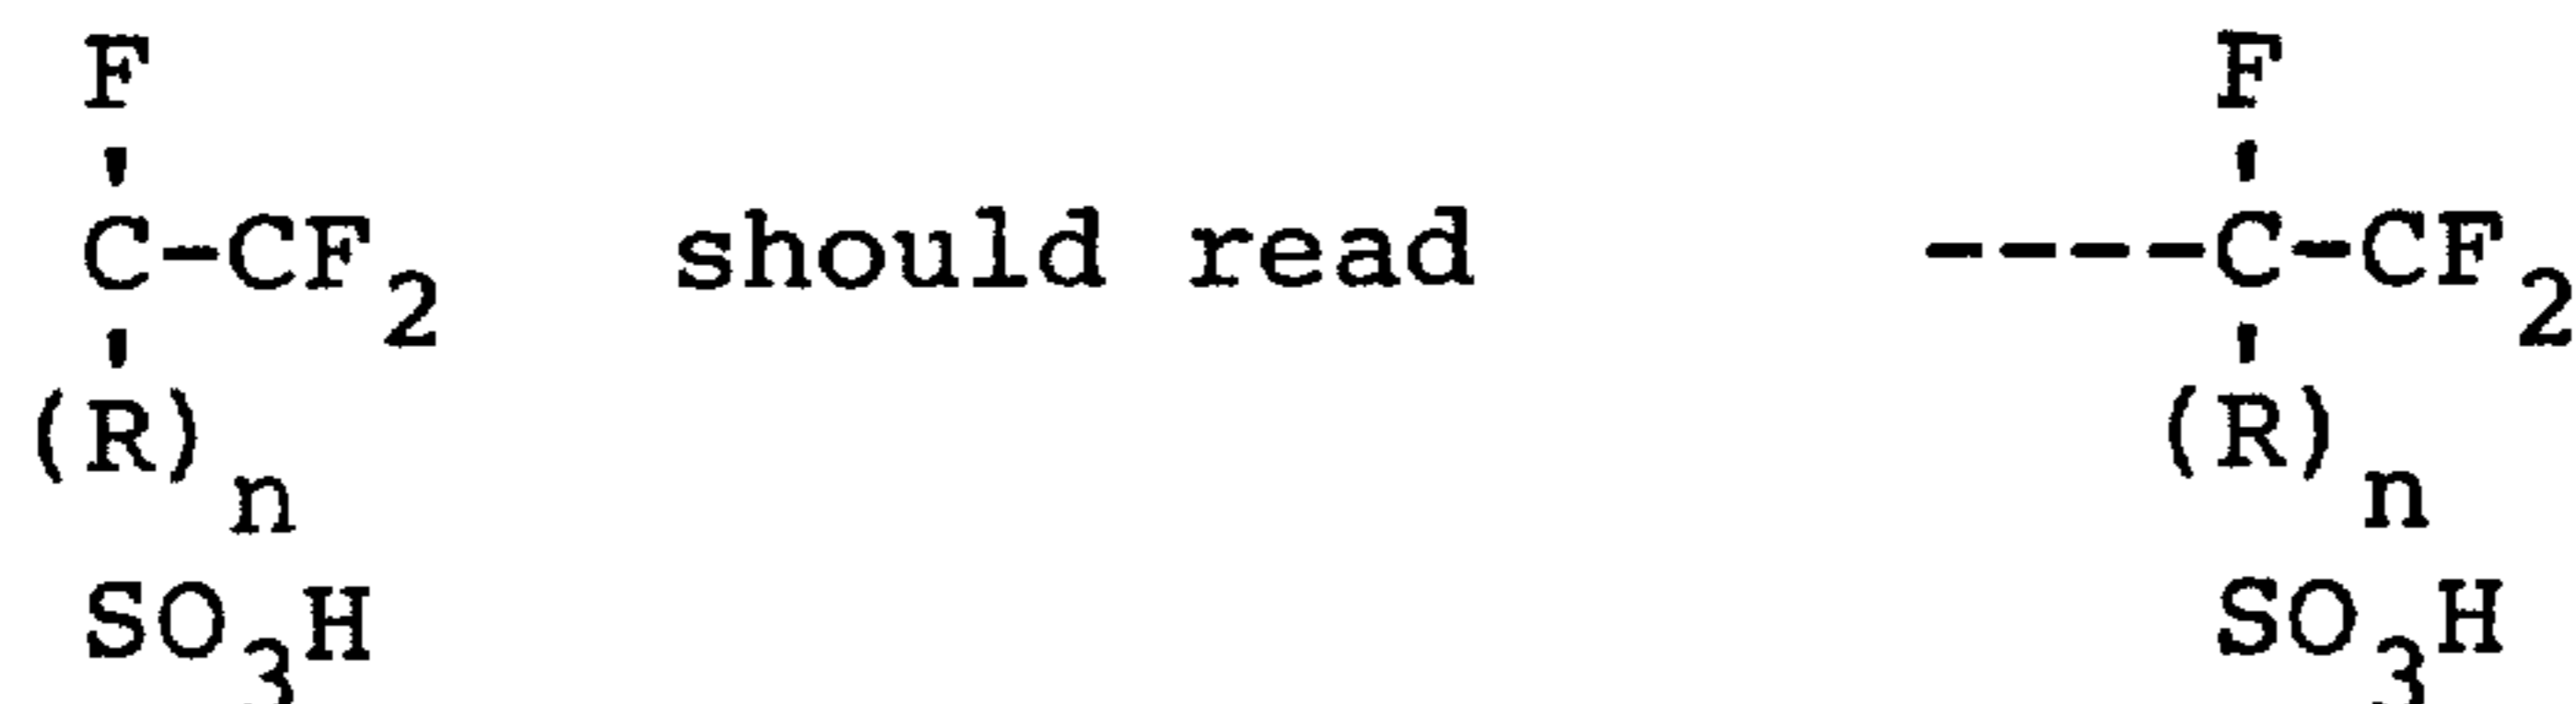 F F
' '
C-CF2 should read ----C-CF2
' '
(R)n (R)n
SO3H SO3H